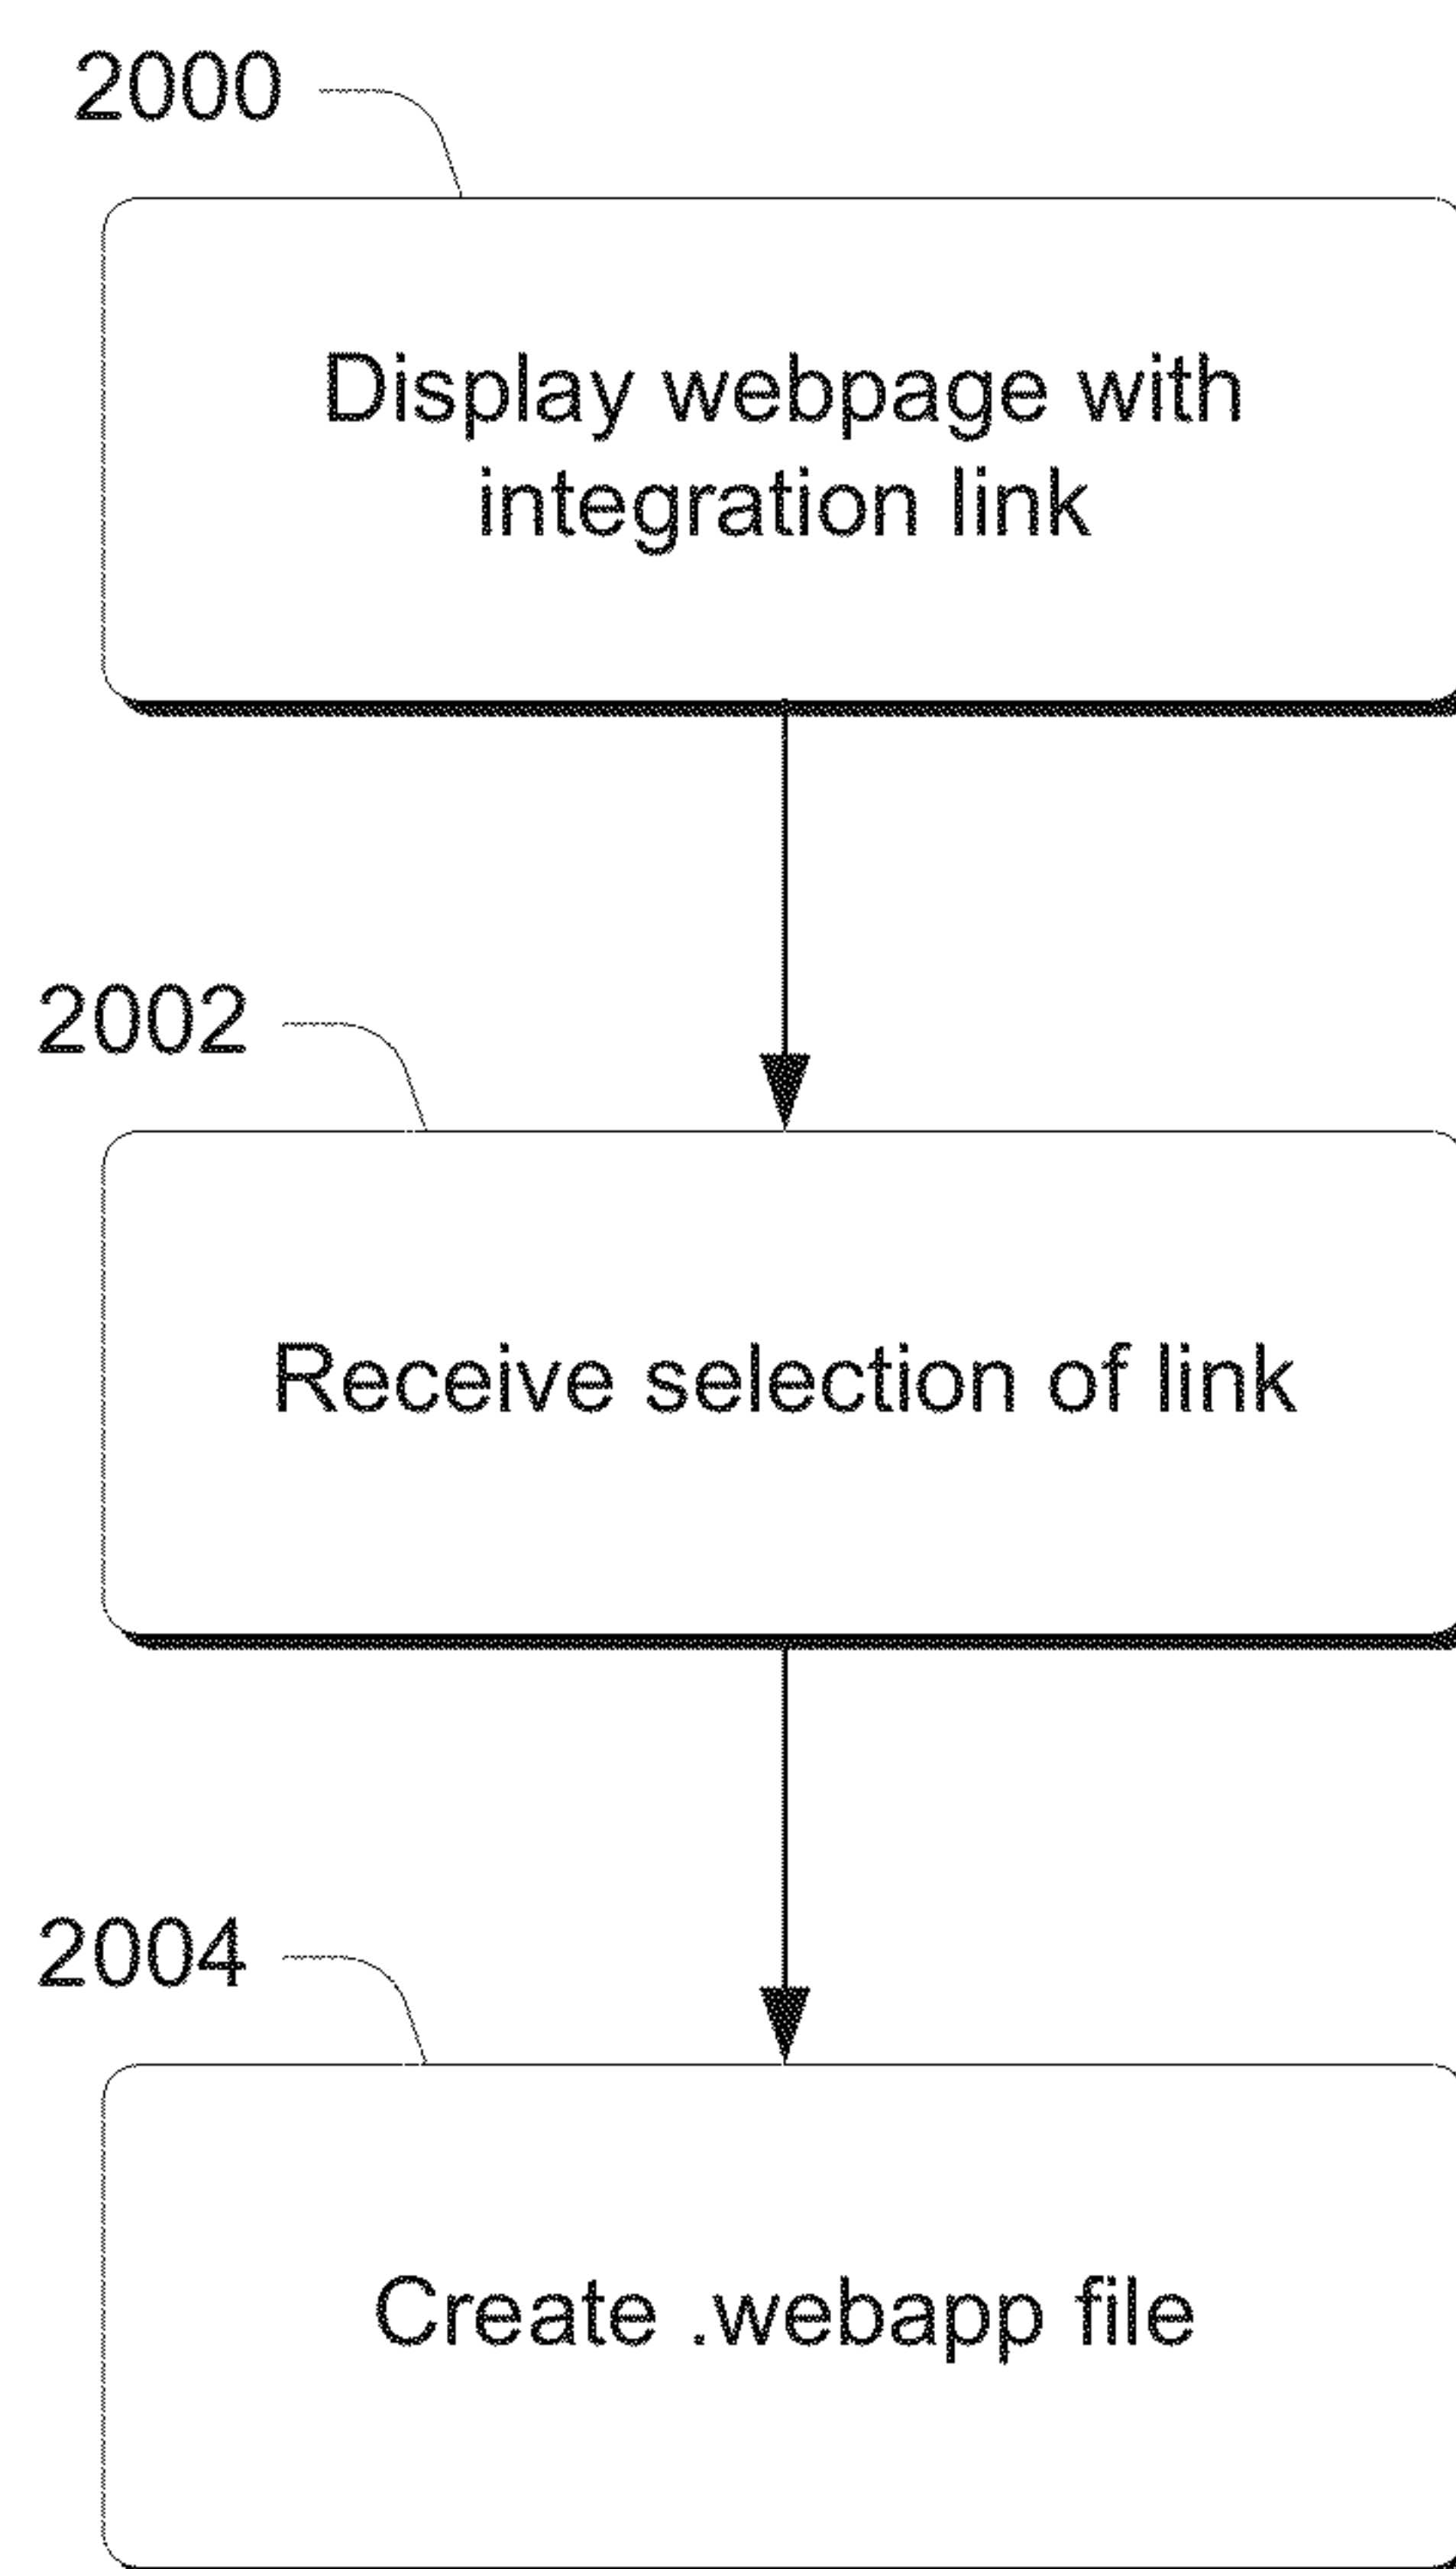 2000
Display webpage with
integration link
2002
Receive selection of link
2004
Create .webapp file